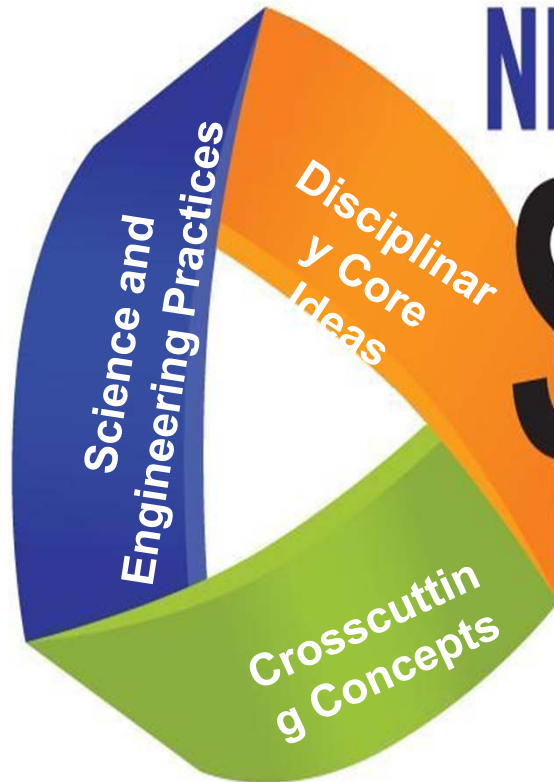 Science and
Engineering Practices
Disciplinar
y Core
Ideas
Crosscuttin
g Concepts